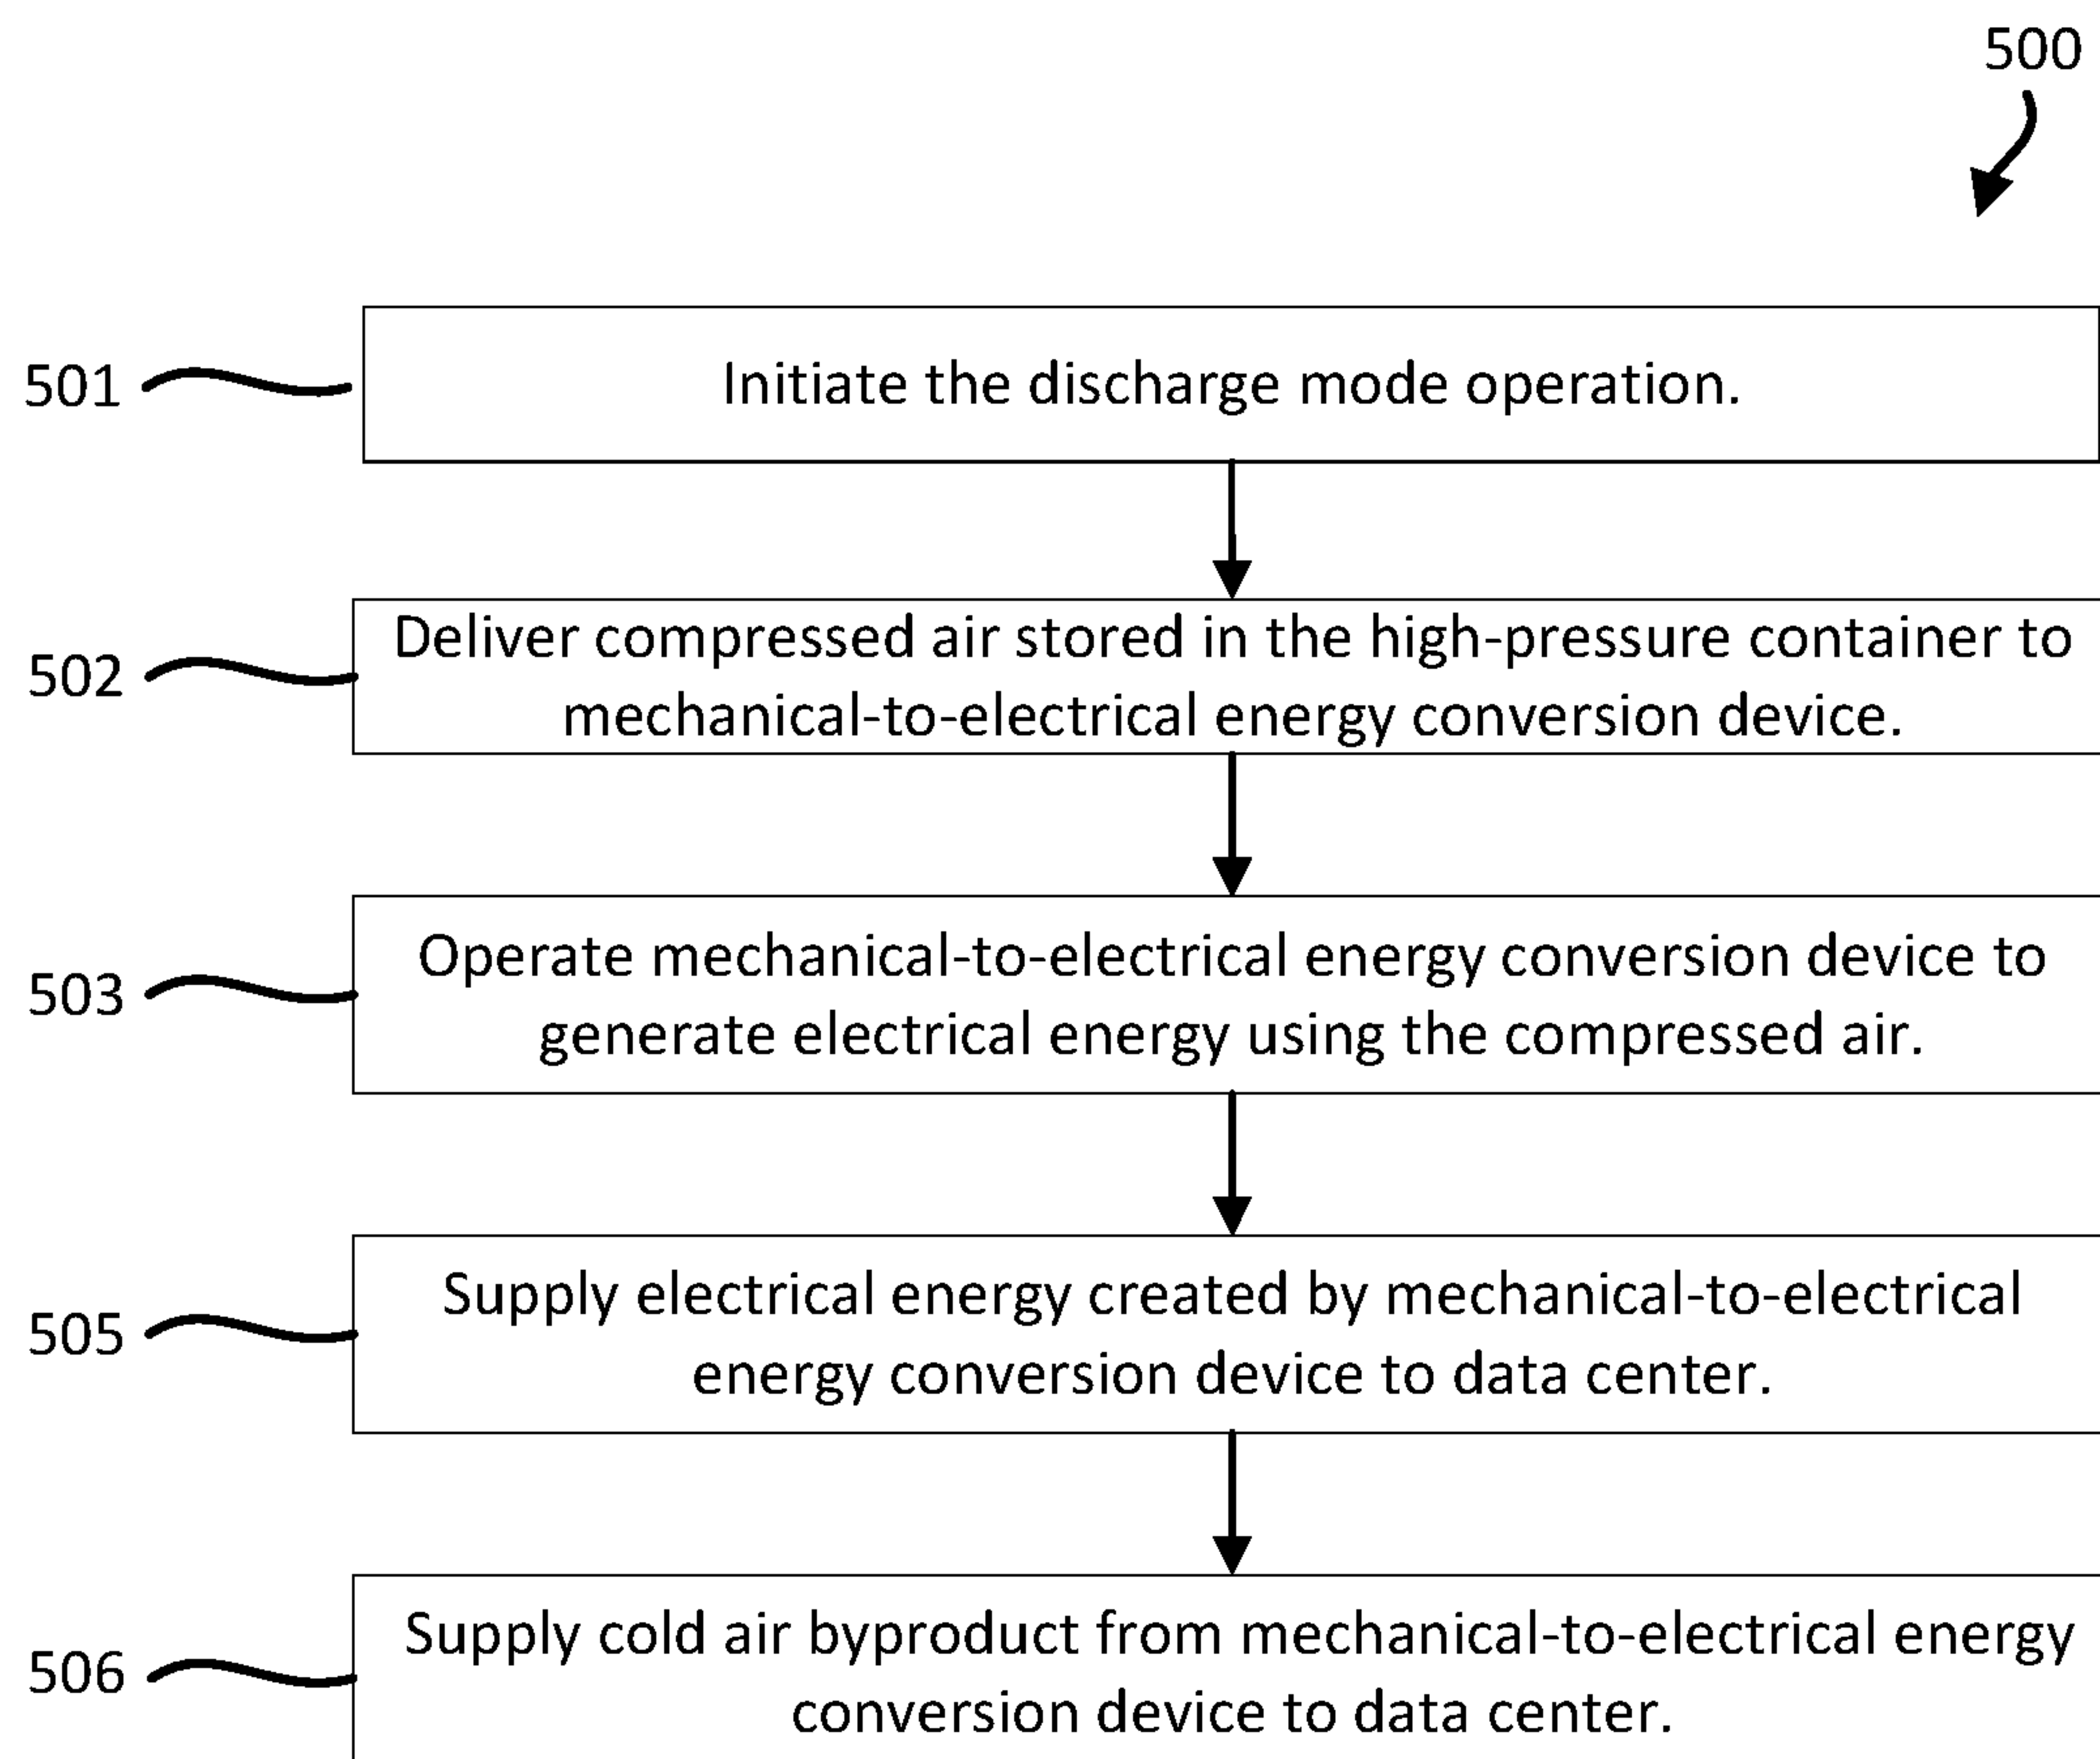 500
501
Initiate the discharge mode operation.
502
Deliver compressed air stored in the high-pressure container to
mechanical-to-electrical energy conversion device.
503
Operate mechanical-to-electrical energy conversion device to
generate electrical energy using the compressed air.
505
Supply electrical energy created by mechanical-to-electrical
energy conversion device to data center.
506
Supply cold air byproduct from mechanical-to-electrical energy
conversion device to data center.